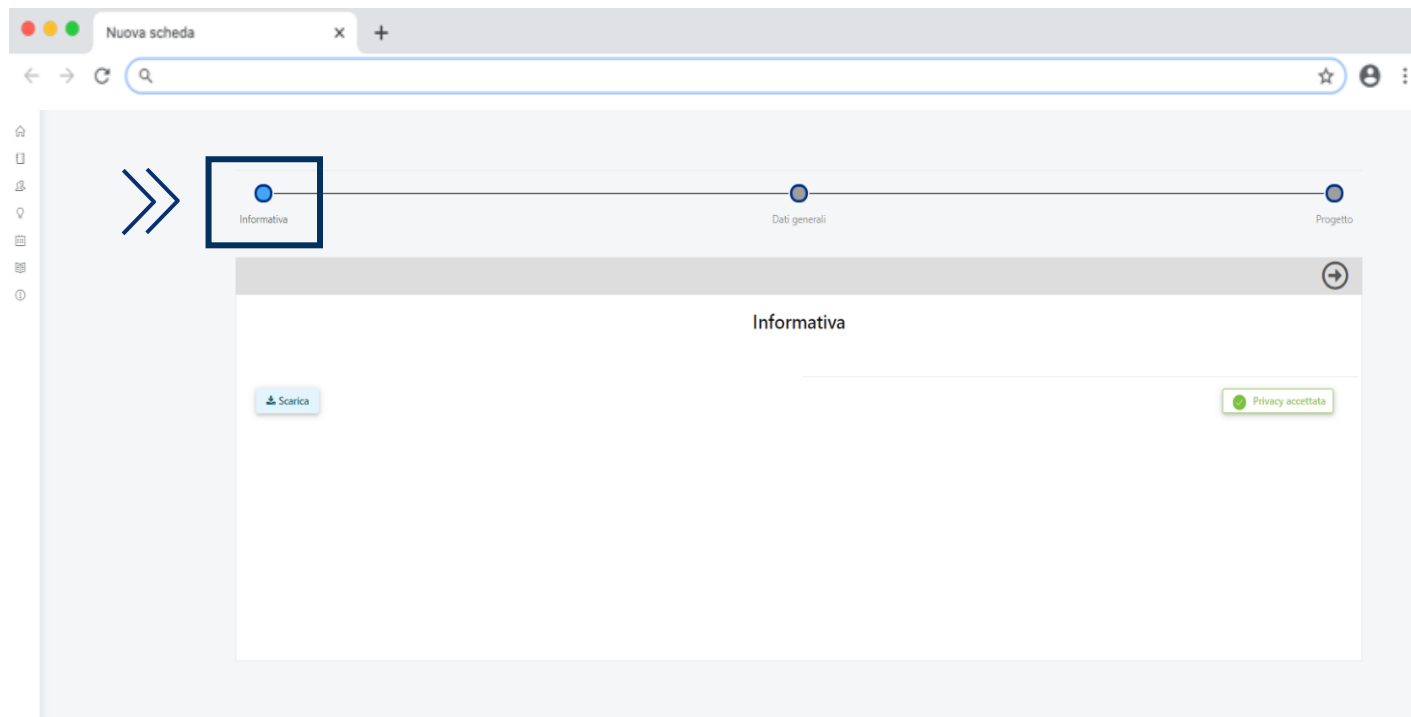 Nuova scheda
Informativa
Dati generali
Progetto
Informativa
Scarica
Privacy accettata